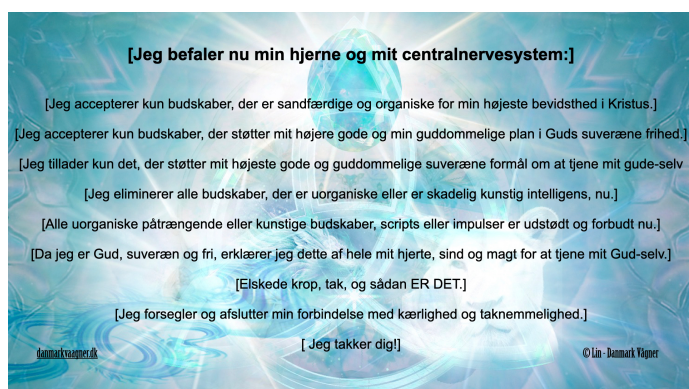 [Jeg befaler nu min hjerne og mit centralnervesystem:]
[Jeg accepterer kun budskaber, der er sandfærdige og organiske for min højeste bevidsthed i Kristus.]
[Jeg accepterer kun budskaber, der støtter mit højere gode og min guddommelige plan i Guds suveræne frihed.]
[Jeg tillader kun det, der støtter mit højeste gode og guddommelige suveræne formål om at tjene mit gude-selv
[Jeg eliminerer alle budskaber, der er uorganiske eller er skadelig kunstig intelligens, nu.]
[Alle uorganiske påtrængende eller kunstige budskaber, scripts eller impulser er udstødt og forbudt nu.]
[Da jeg er Gud, suveræn og fri, erklærer jeg dette af hele mit hjerte, sind og magt for at tjene mit Gud-selv.]
[Elskede krop, tak, og sådan ER DET.]
[Jeg forsegler og afslutter min forbindelse med kærlighed og taknemmelighed.]
[ Jeg takker dig!]
danmarkvaagner.dk
© Lin - Danmark Vågner